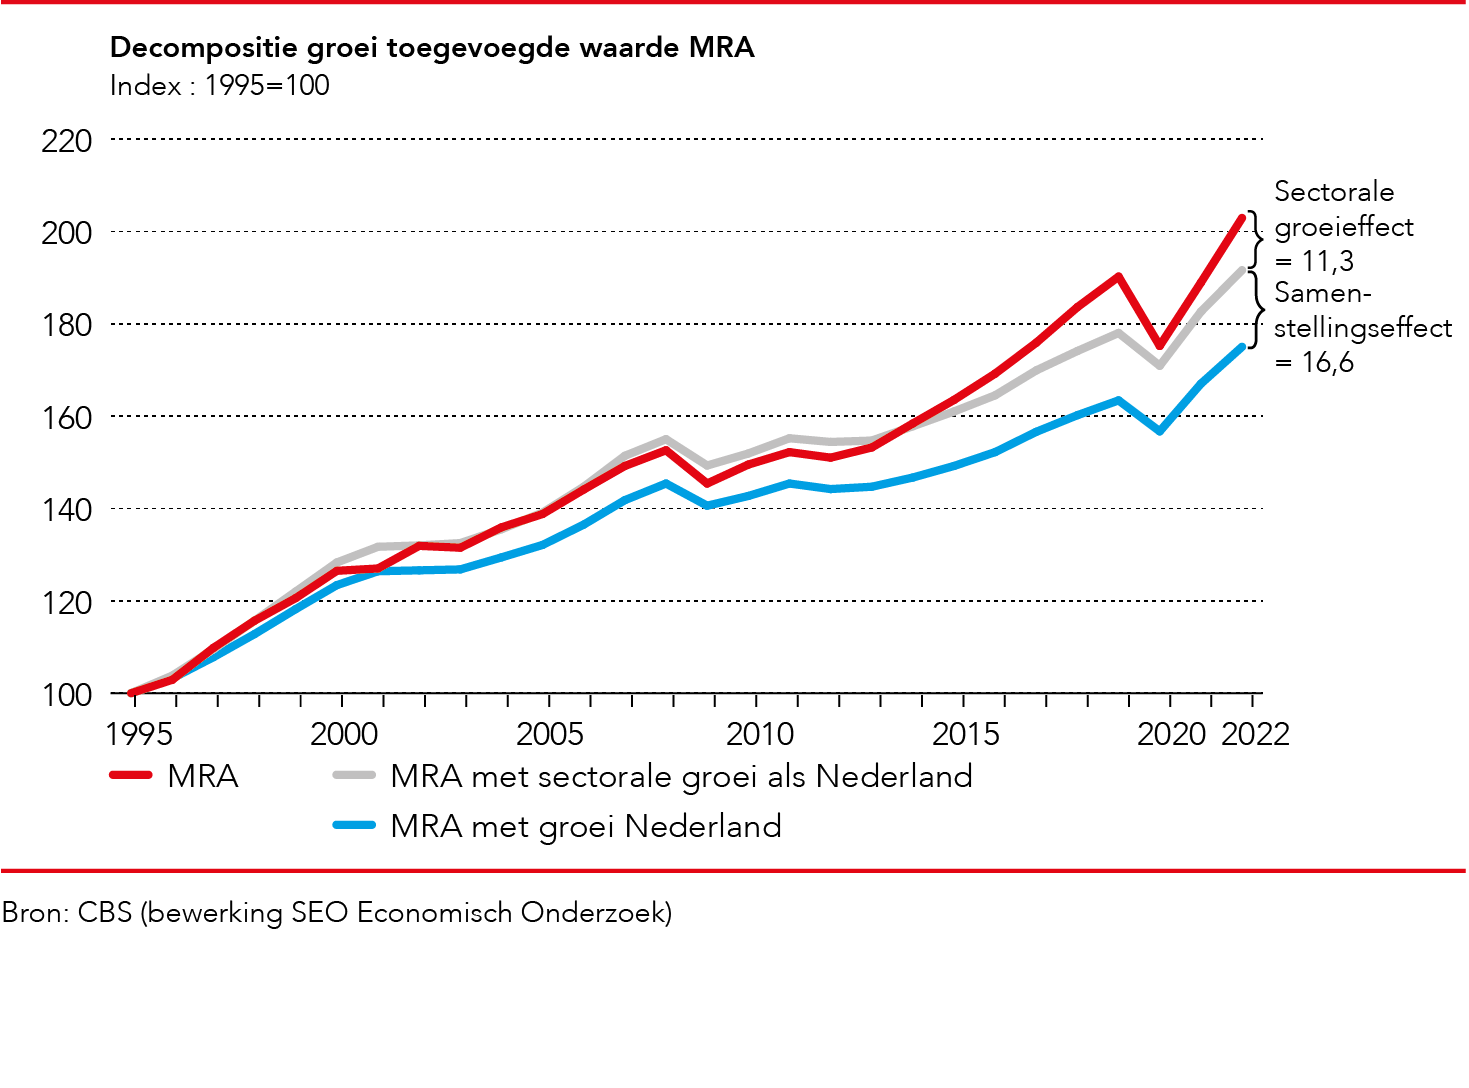 Decompositie groei toegevoegde waarde MRA
Index : 1995=100
220
200
180
160
140
120
100
Sectorale
groeieffect
= 11,3
Samen-
stellingseffect
= 16,6
1995 2000 2005 2010 2015 2020 2022
MRA MRA met sectorale groei als Nederland
MRA met groei Nederland
Bron: CBS (bewerking SEO Economisch Onderzoek)